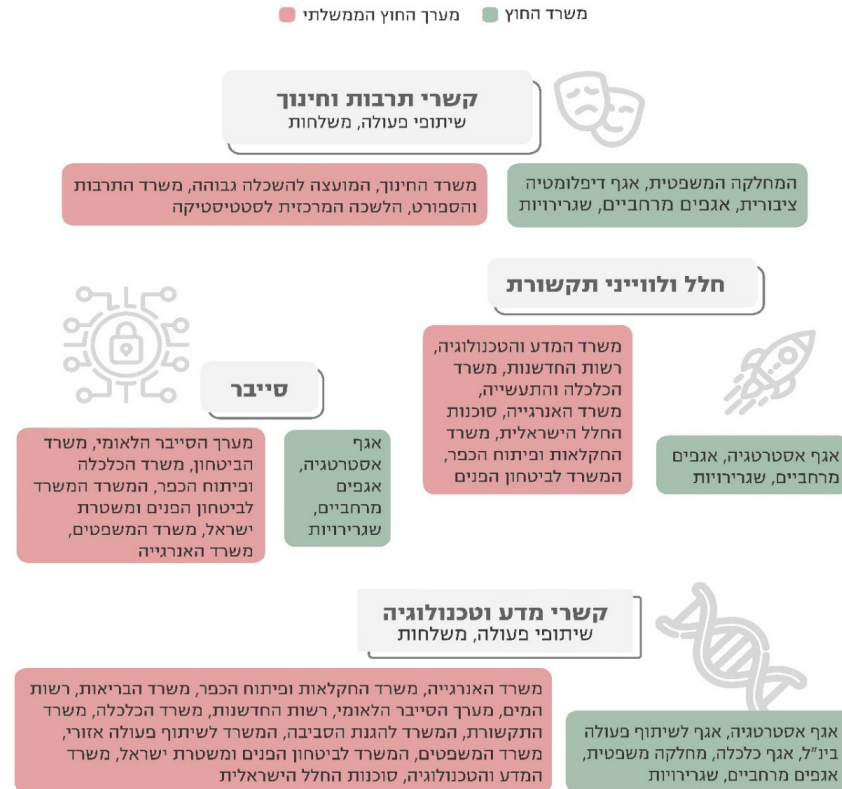 משרד החוץ
מערך החוץ הממשלתי
קשרי תרבות וחינוך
שיתופי פעולה, משלחות
המחלקה המשפטית, אגף דיפלומטיה
ציבורית, אגפים מרחביים, שגרירויות
משרד החינוך, המועצה להשכלה גבוהה, משרד התרבות
והספורט, הלשכה המרכזית לסטטיסטיקה
חלל ולווייני תקשורת
אגף אסטרטגיה, אגפים
מרחביים, שגרירויות
משרד המדע והטכנולוגיה,
רשות החדשנות, משרד
הכלכלה והתעשייה,
משרד האנרגייה, סוכנות
החלל הישראלית, משרד
החקלאות ופיתוח הכפר,
המשרד לביטחון הפנים
סייבר
אגף
אסטרטגיה,
אגפים
מרחביים,
שגרירויות
מערך הסייבר הלאומי, משרד
הביטחון, משרד הכלכלה
ופיתוח הכפר, המשרד המשרד
לביטחון הפנים ומשטרת
ישראל, משרד המשפטים,
משרד האנרגייה
קשרי מדע וטכנולוגיה
שיתופי פעולה, משלחות
אגף אסטרטגיה, אגף לשיתוף פעולה
בינ״ל, אגף כלכלה, מחלקה משפטית,
אגפים מרחביים, שגרירויות
משרד האנרגייה, משרד החקלאות ופיתוח הכפר, משרד הבריאות, רשות
המים, מערך הסייבר הלאומי, רשות החדשנות, משרד הכלכלה, משרד
התקשורת, המשרד להגנת הסביבה, המשרד לשיתוף פעולה אזורי,
משרד המשפטים, המשרד לביטחון הפנים ומשטרת ישראל, משרד
המדע והטכנולוגיה, סוכנות החלל הישראלית